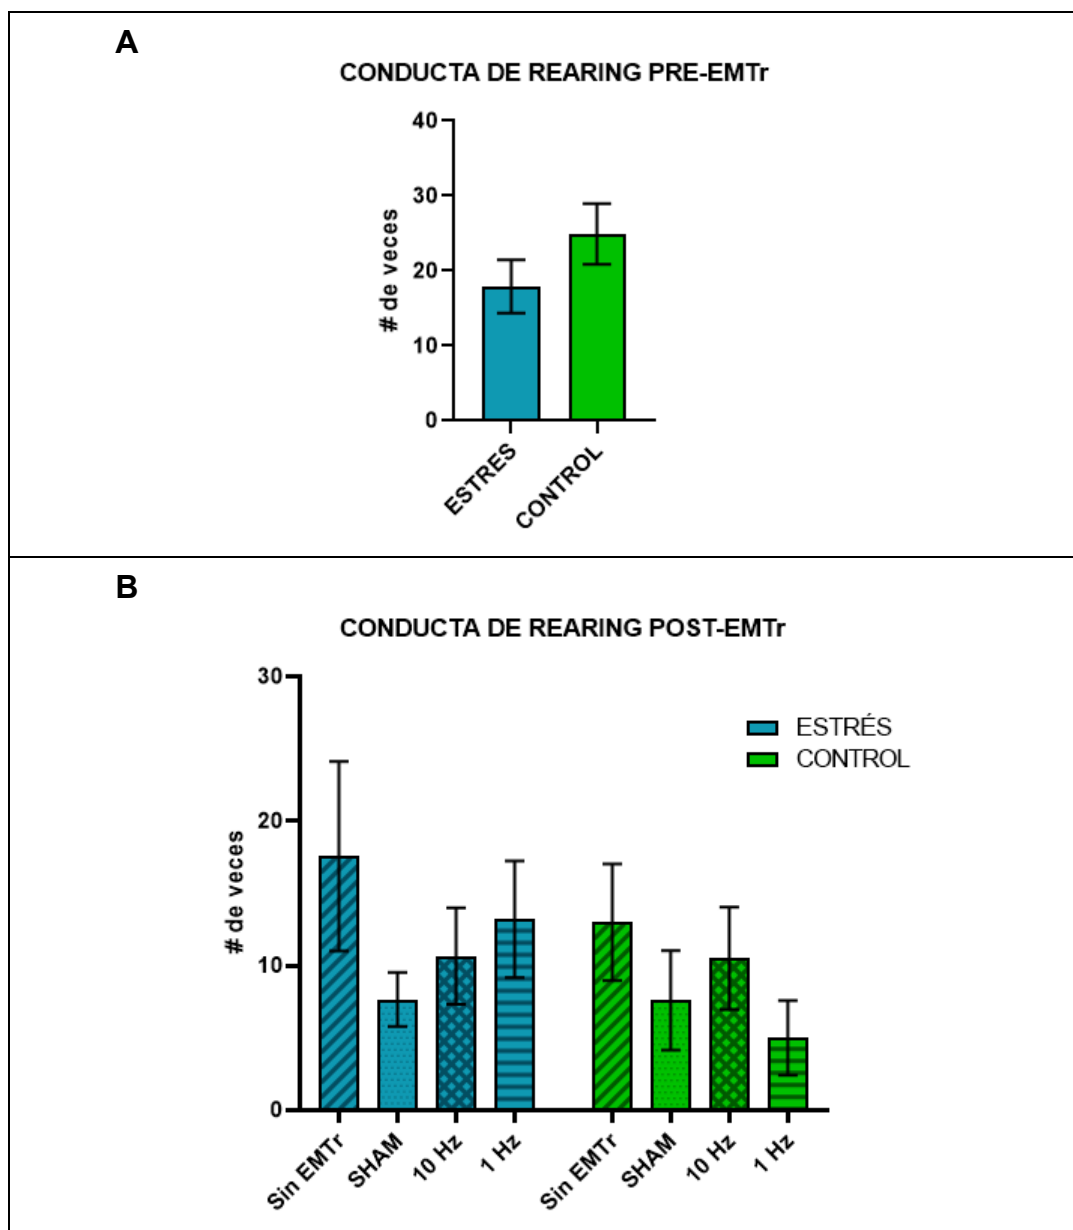 A
CONDUCTA DE REARING PRE-EMTr
40
30
20
10
0
# de veces
ESTRES
CONTROL
B
CONDUCTA DE REARING POST-EMTr
30
20
10
0
# de veces
ESTRÉS
CONTROL
Sin EMTr
SHAM
10 Hz
1 Hz
Sin EMTr
SHAM
10 Hz
1 Hz